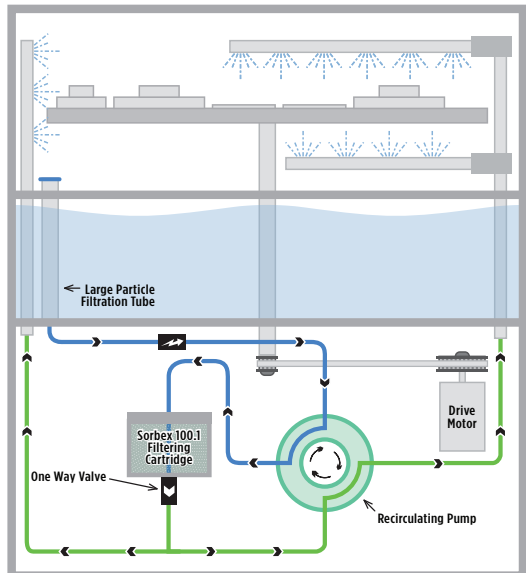 Large Particle
Filtration Tube
Drive
Motor
Sorbex 100.1
Filtering
Cartridge
One Way Valve
Recirculating Pump